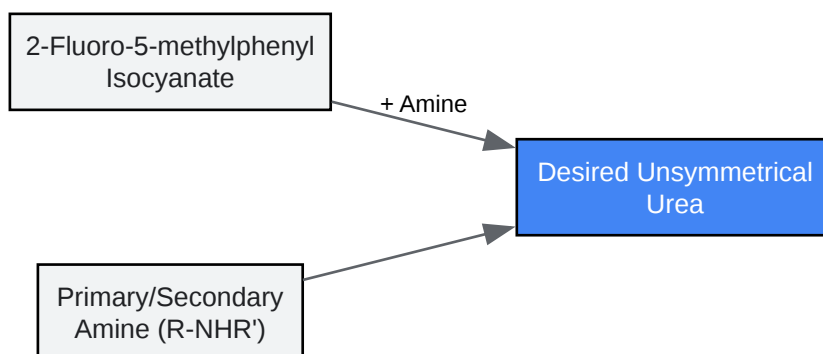 2-Fluoro-5-methylphenyl
Isocyanate
+ Amine
Desired Unsymmetrical
Urea
Primary/Secondary
Amine (R-NHR')